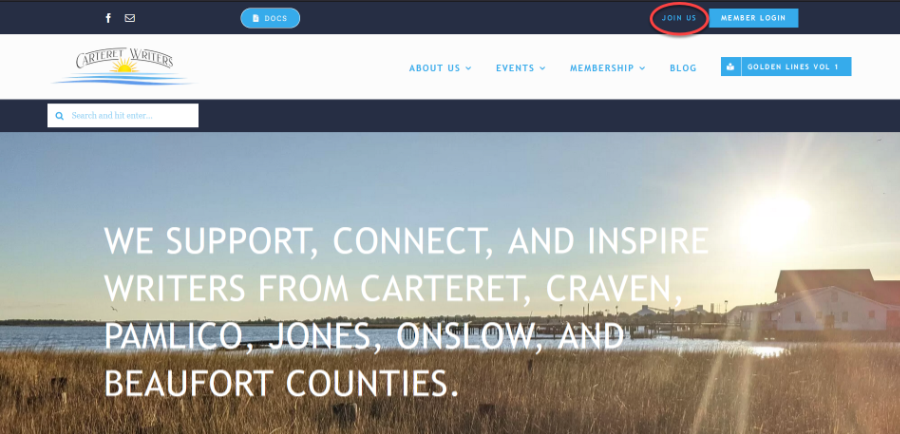 DOCS
JOIN US
MEMBER LOGIN
CARTERET WRITERS
ABOUT US
EVENTS
MEMBERSHIP
BLOG
GOLDEN LINES VOL 1
Search and hit enter...
WE SUPPORT, CONNECT, AND INSPIRE
WRITERS FROM CARTERET, CRAVEN,
PAMLICO, JONES, ONSLOW, AND
BEAUFORT COUNTIES.